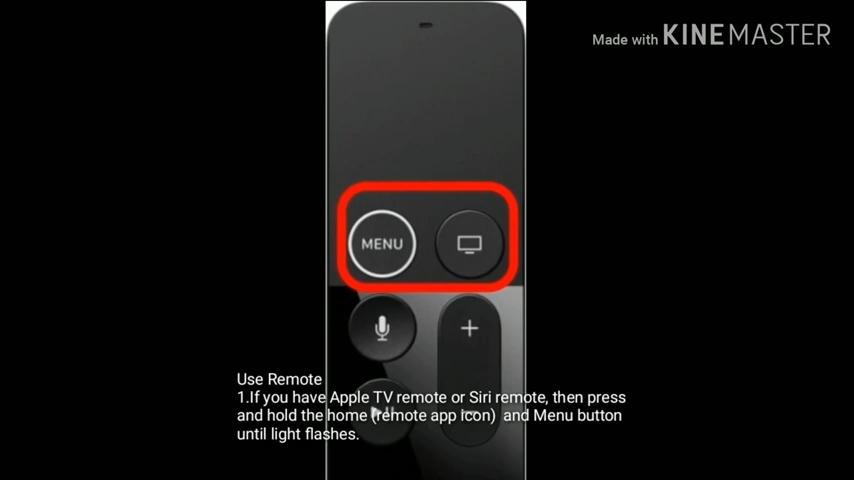 Made with KINEMASTER
MENU
Use Remote
1.If you have Apple TV remote or Siri remote, then press
and hold the home (remote app icon) and Menu button
until light flashes.